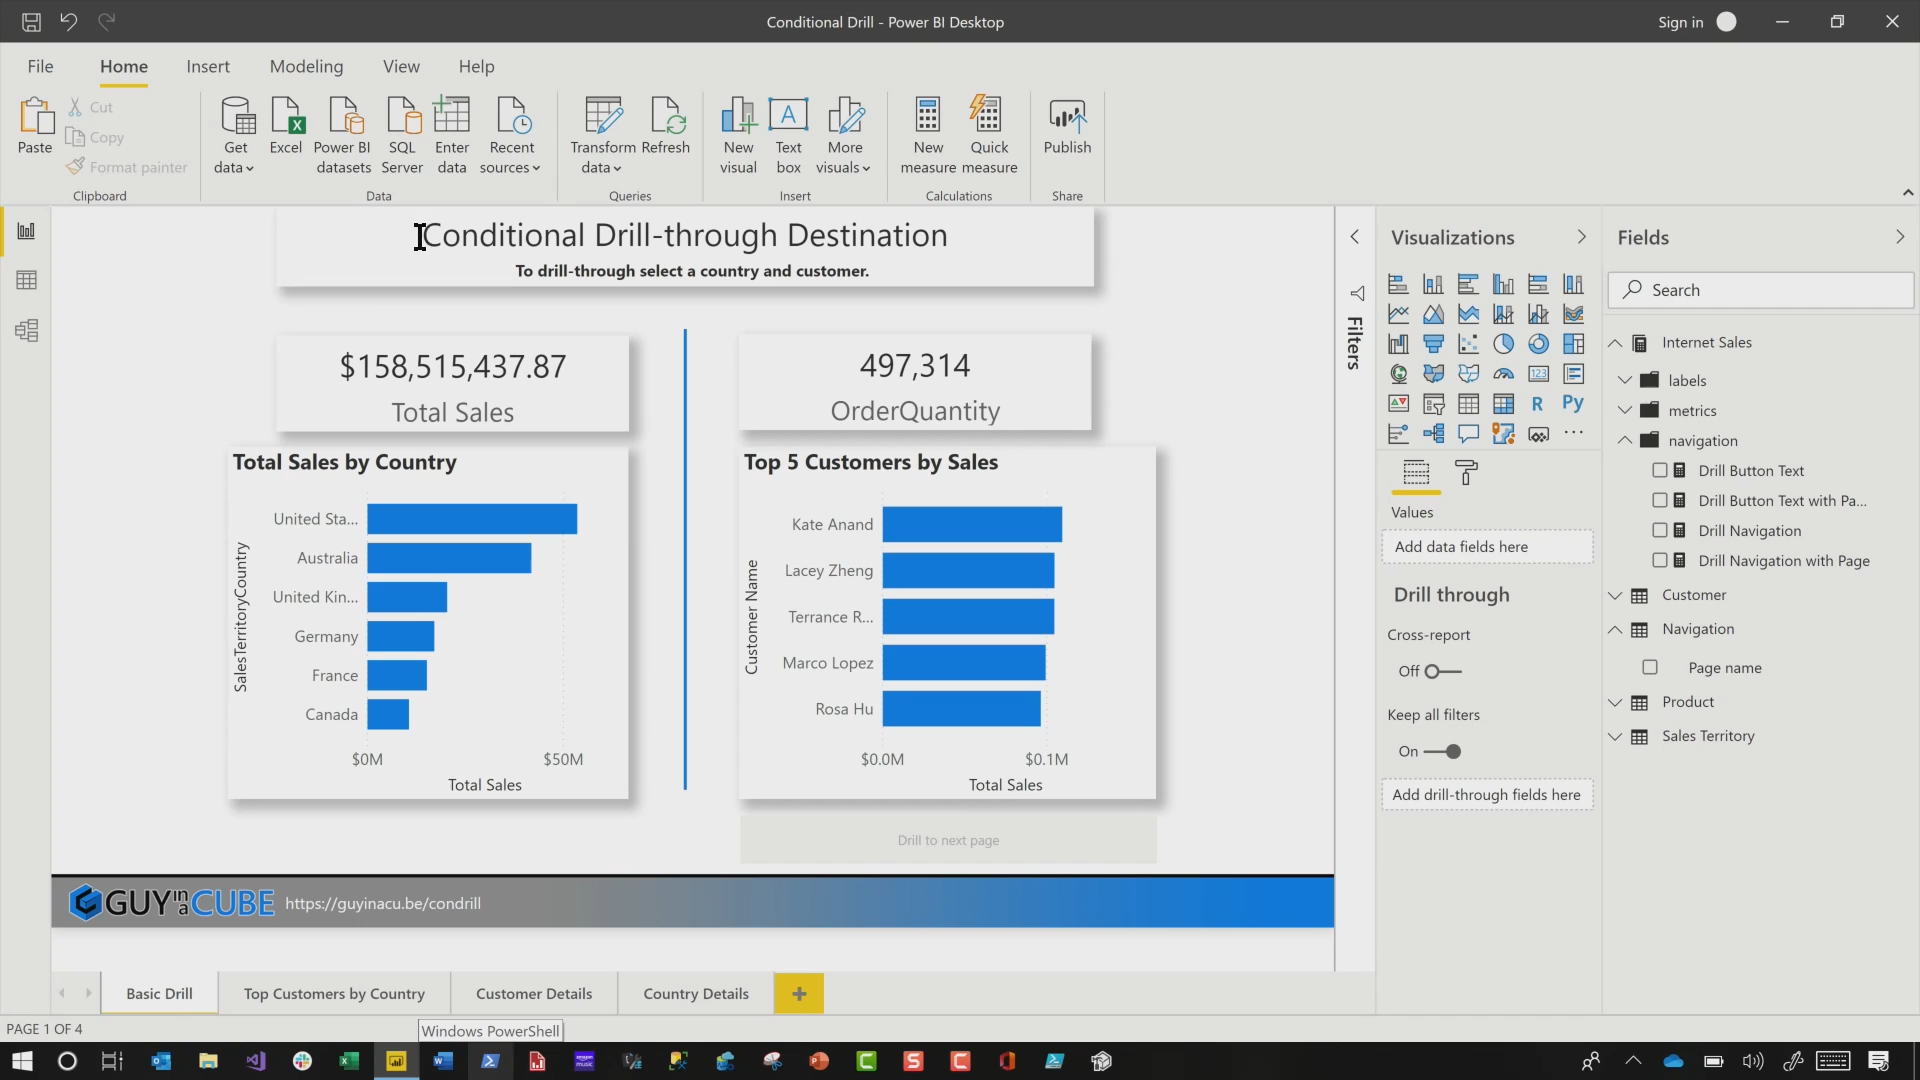 Conditional Drill - Power BI Desktop
Sign in
File
Home
Insert
Modeling
View
Help
Paste
Cut
Copy
Format painter
Clipboard
Get data
Excel
Power BI datasets
SQL Server
Enter data
Recent sources
Data
Transform data
Refresh
Queries
New visual
Text box
More visuals
Insert
New measure
Quick measure
Calculations
Publish
Share
Conditional Drill-through Destination
To drill-through select a country and customer.
$158,515,437.87
Total Sales
497,314
OrderQuantity
Total Sales by Country
SalesTerritoryCountry
United Sta...
Australia
United Kin...
Germany
France
Canada
$0M
$50M
Total Sales
Top 5 Customers by Sales
Customer Name
Kate Anand
Lacey Zheng
Terrance R...
Marco Lopez
Rosa Hu
$0.0M
$0.1M
Total Sales
Drill to next page
GUY in a CUBE
https://guyinacu.be/condrill
Filters
Visualizations
R
Py
123
Values
Add data fields here
Drill through
Cross-report
Off
Keep all filters
On
Add drill-through fields here
Fields
Search
Internet Sales
labels
metrics
navigation
Drill Button Text
Drill Button Text with Pa...
Drill Navigation
Drill Navigation with Page
Customer
Navigation
Page name
Product
Sales Territory
Basic Drill
Top Customers by Country
Customer Details
Country Details
PAGE 1 OF 4
Windows PowerShell